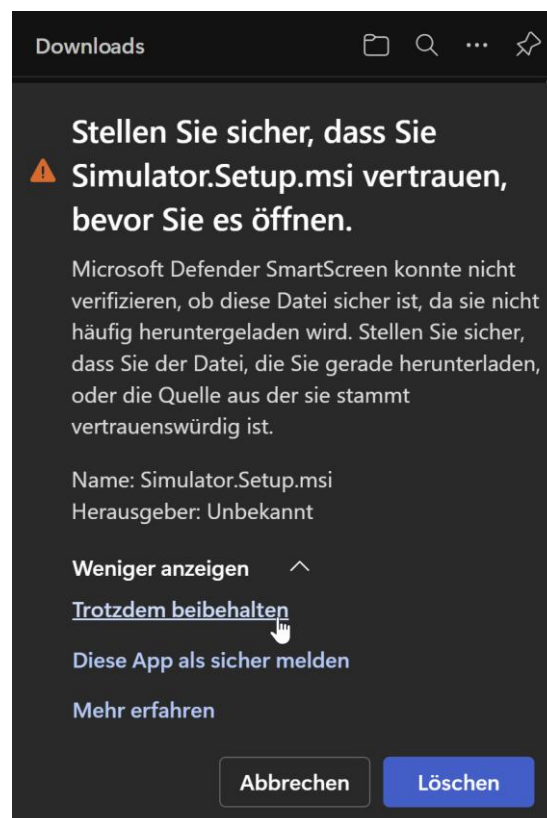 Downloads
Stellen Sie sicher, dass Sie
Simulator.Setup.msi vertrauen,
bevor Sie es öffnen.
Microsoft Defender SmartScreen konnte nicht
verifizieren, ob diese Datei sicher ist, da sie nicht
häufig heruntergeladen wird. Stellen Sie sicher,
dass Sie der Datei, die Sie gerade herunterladen,
oder die Quelle aus der sie stammt
vertrauenswürdig ist.
Name: Simulator.Setup.msi
Herausgeber: Unbekannt
Weniger anzeigen
Trotzdem beibehalten
Diese App als sicher melden
Mehr erfahren
Abbrechen Löschen